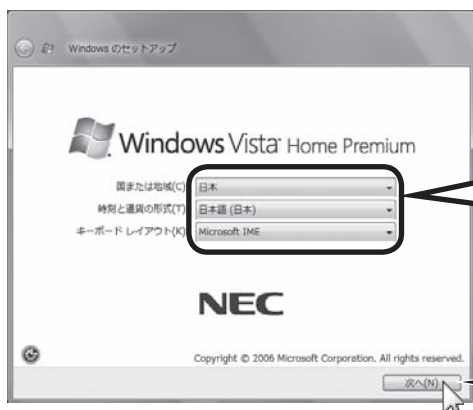 Windows のセットアップ
Windows Vista™ Home Premium
国または地域(C) 日本
時刻と通貨の形式(T) 日本語 (日本)
キーボード レイアウト(K) Microsoft IME
NEC
Copyright © 2006 Microsoft Corporation. All rights reserved.
次へ(N)